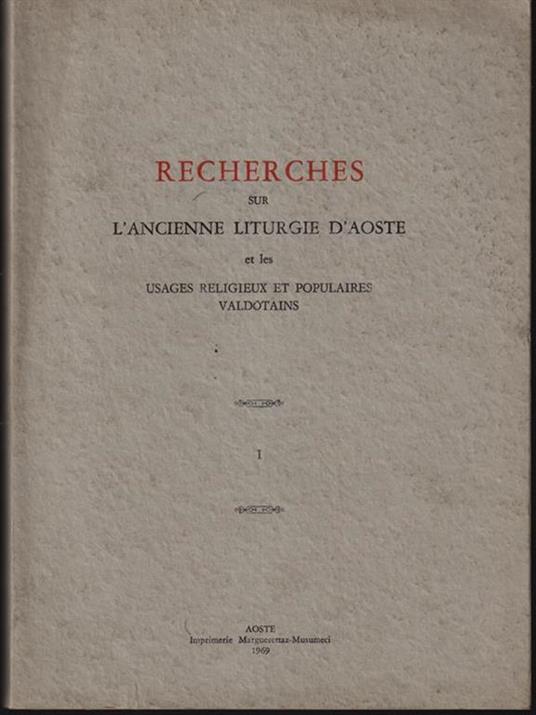 RECHERCHES
SUR
L'ANCIENNE LITURGIE D'AOSTE
et les
USAGES RELIGIEUX ET POPULAIRES
VALDOTAINS
I
AOSTE
Imprimerie Marguerettaz-Musumeci
1969